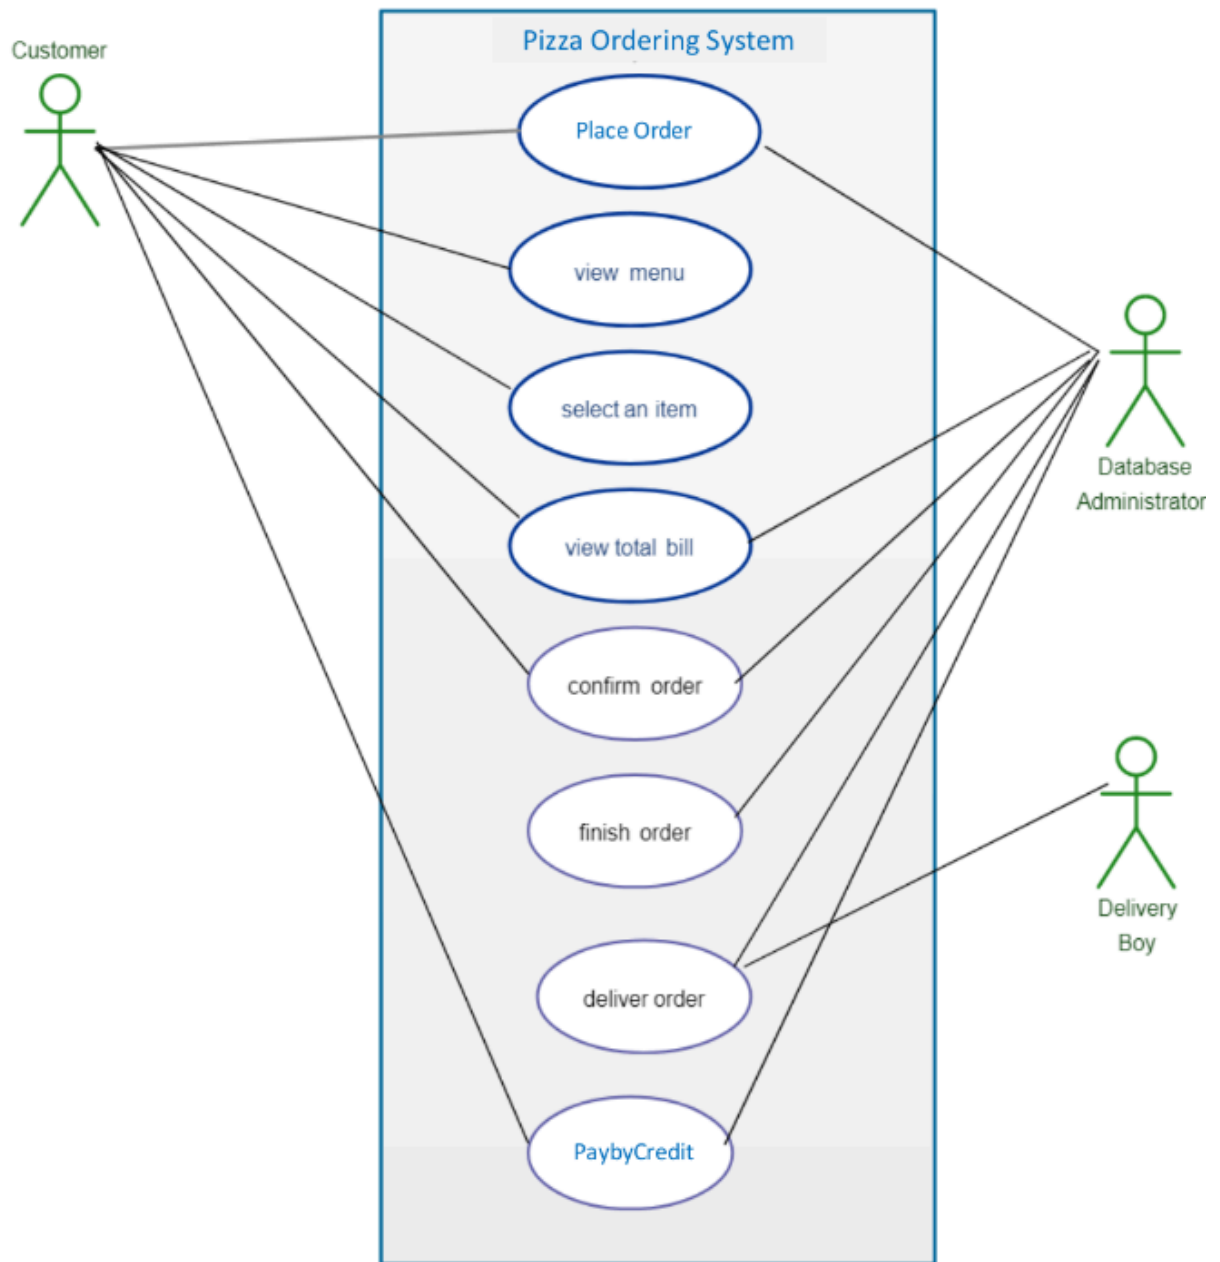 Pizza Ordering System
Customer
Place Order
view menu
select an item
Database
Administrator
view total bill
confirm order
finish order
Delivery
Boy
deliver order
PaybyCredit